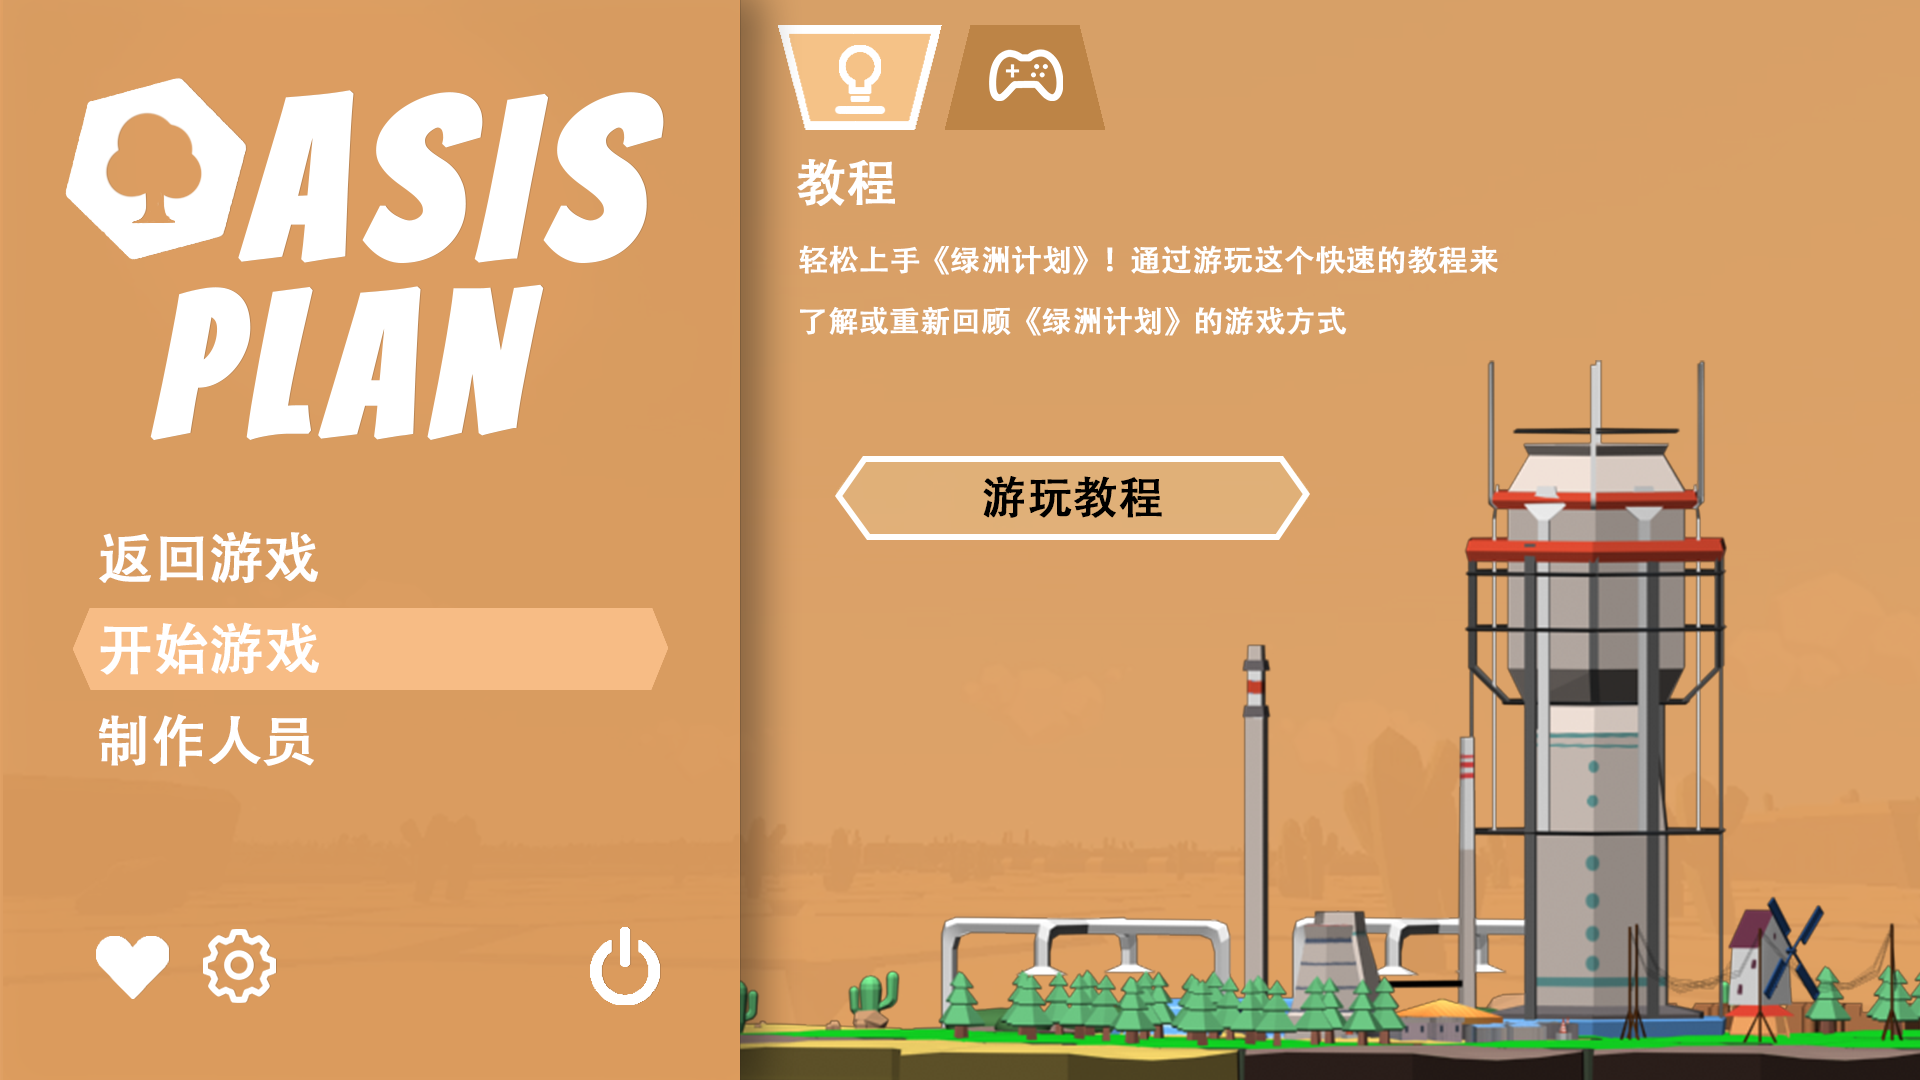 OASIS
PLAN
返回游戏
开始游戏
制作人员
教程
轻松上手《绿洲计划》！通过游玩这个快速的教程来
了解或重新回顾《绿洲计划》的游戏方式
游玩教程